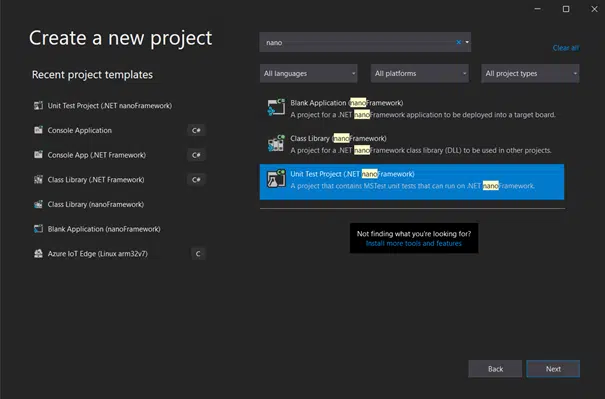 Create a new project
nano
Clear all
Recent project templates
All languages
All platforms
All project types
Unit Test Project (.NET nanoFramework)
Console Application
C#
Console App (.NET Framework)
C#
Class Library (.NET Framework)
C#
Class Library (nanoFramework)
Blank Application (nanoFramework)
Azure IoT Edge (Linux arm32v7)
C
Blank Application (nanoFramework)
A project for a .NET nanoFramework application to be deployed into a target board.
Class Library (nanoFramework)
A project for a .NET nanoFramework class library (DLL) to be used in other projects.
Unit Test Project (.NET nanoFramework)
A project that contains MSTest unit tests that can run on .NET nanoFramework.
Not finding what you're looking for?
Install more tools and features
Back
Next